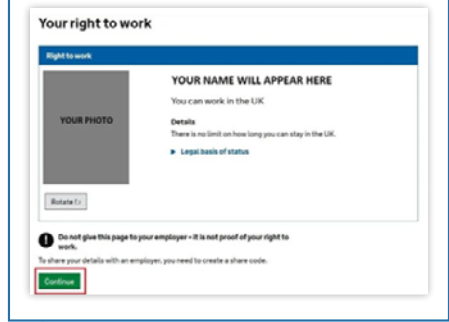 Your right to work
Right to work
YOUR PHOTO
YOUR NAME WILL APPEAR HERE
You can work in the UK
Details
There is no limit on how long you can stay in the UK.
► Legal basis of status
Rotate
Do not give this page to your employer – it is not proof of your right to
work.
To share your details with an employer, you need to create a share code.
Continue